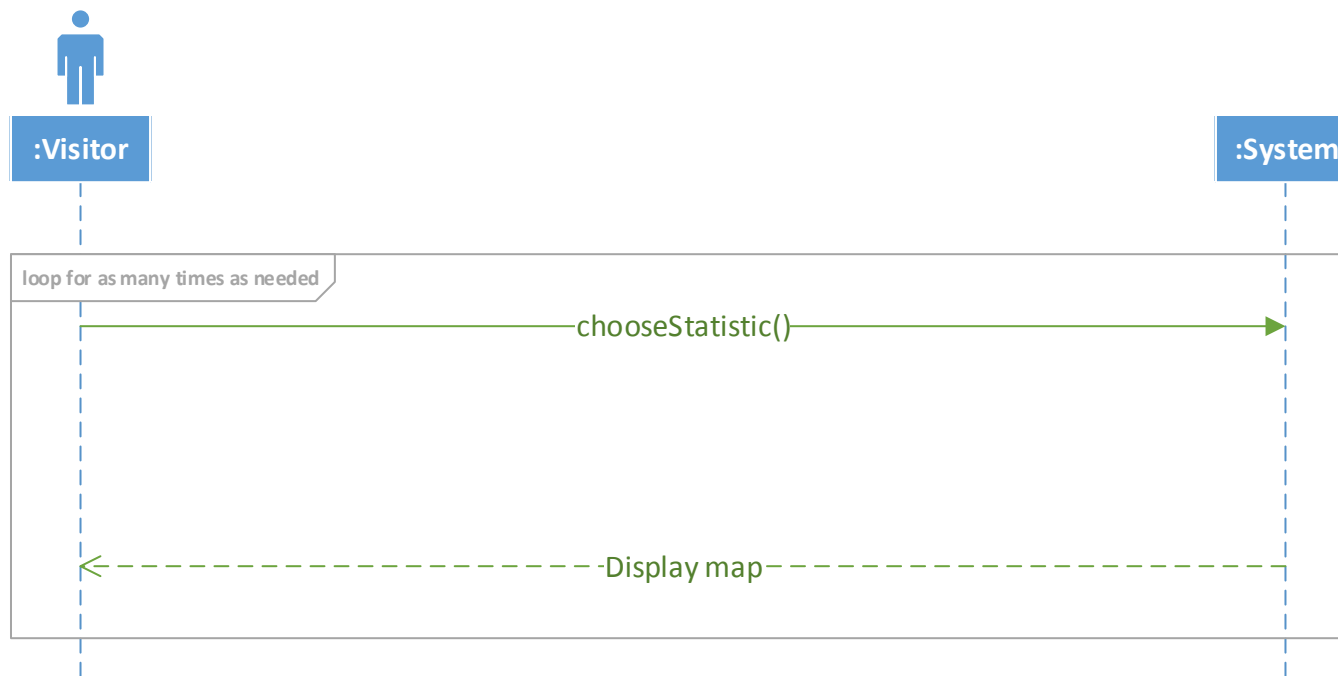 :Visitor
:System
loop for as many times as needed
chooseStatistic()
Display map